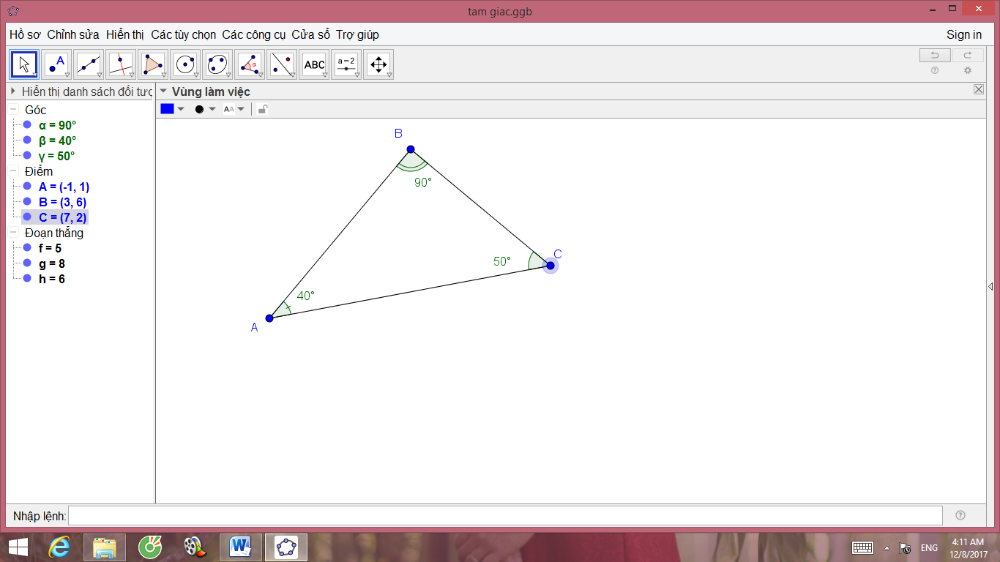 tam giac.ggb
Hồ sơ Chỉnh sửa Hiển thị Các tùy chọn Các công cụ Cửa sổ Trợ giúp Sign in
A α ABC a=2
Hiển thị danh sách đối tượ
Vùng làm việc
AA
Góc
α = 90°
β = 40°
γ = 50°
Điểm
A = (-1, 1)
B = (3, 6)
C = (7, 2)
Đoạn thẳng
f = 5
g = 8
h = 6
B
90°
C
50°
40°
A
Nhập lệnh:
ENG
4:11 AM
12/8/2017